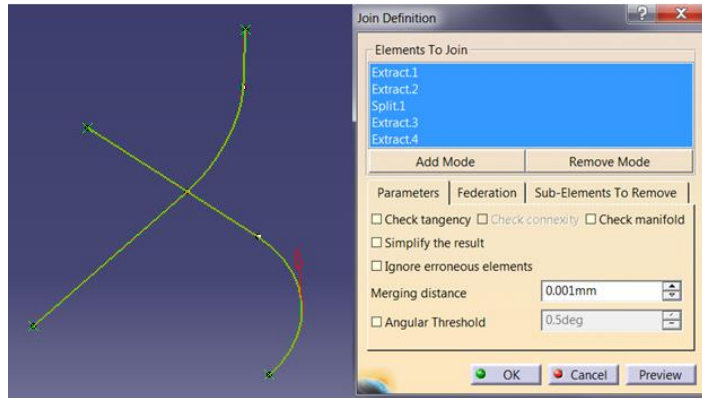 Join Definition
? X
Elements To Join
Extract.1
Extract.2
Split.1
Extract.3
Extract.4
Add Mode Remove Mode
Parameters Federation Sub-Elements To Remove
Check tangency Check connexity Check manifold
Simplify the result
Ignore erroneous elements
Merging distance 0.001mm
Angular Threshold 0.5deg
OK Cancel Preview